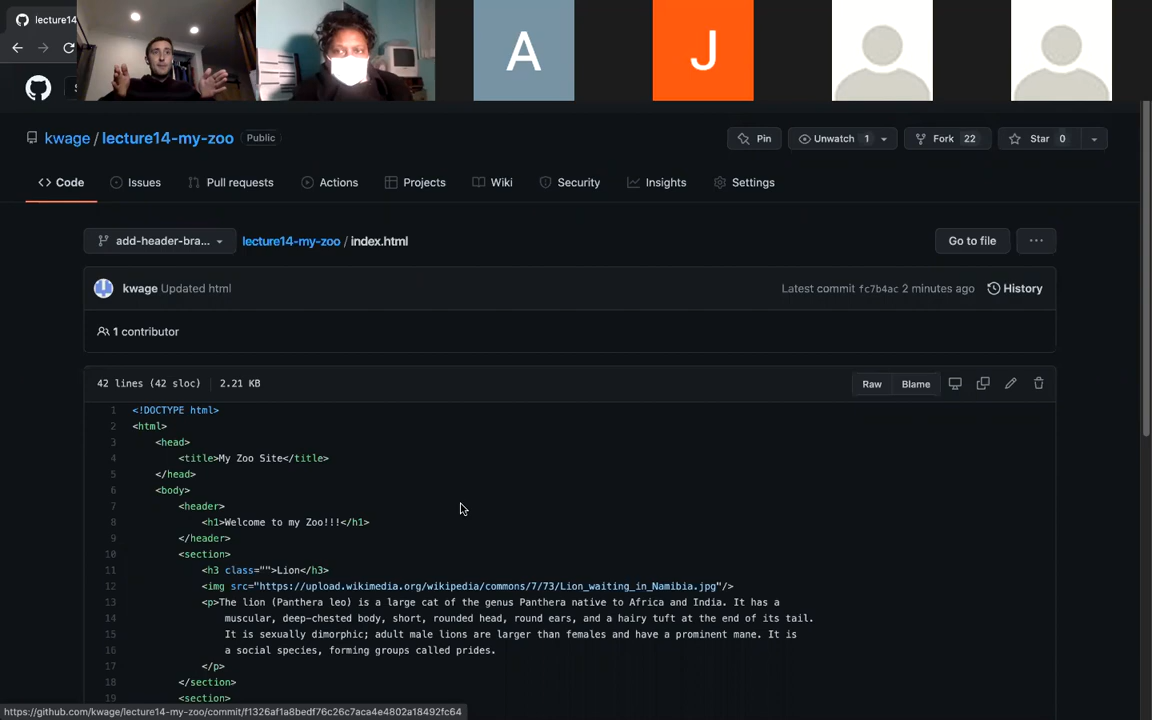 lecture14
A
J
kwage / lecture14-my-zoo Public
Pin Unwatch 1 Fork 22 Star 0
Code Issues Pull requests Actions Projects Wiki Security Insights Settings
add-header-bra... lecture14-my-zoo / index.html Go to file ...
kwage Updated html Latest commit fc7b4ac 2 minutes ago History
1 contributor
42 lines (42 sloc) 2.21 KB Raw Blame
1 <!DOCTYPE html>
2 <html>
3 <head>
4 <title>My Zoo Site</title>
5 </head>
6 <body>
7 <header>
8 <h1>Welcome to my Zoo!!!</h1>
9 </header>
10 <section>
11 <h3 class="">Lion</h3>
12 <img src="https://upload.wikimedia.org/wikipedia/commons/7/73/Lion_waiting_in_Namibia.jpg"/>
13 <p>The lion (Panthera leo) is a large cat of the genus Panthera native to Africa and India. It has a
14 muscular, deep-chested body, short, rounded head, round ears, and a hairy tuft at the end of its tail.
15 It is sexually dimorphic; adult male lions are larger than females and have a prominent mane. It is
16 a social species, forming groups called prides.
17 </p>
18 </section>
19 <section>
https://github.com/kwage/lecture14-my-zoo/commit/f1326af1a8bedf76c26c7aca4e4802a18492fc64